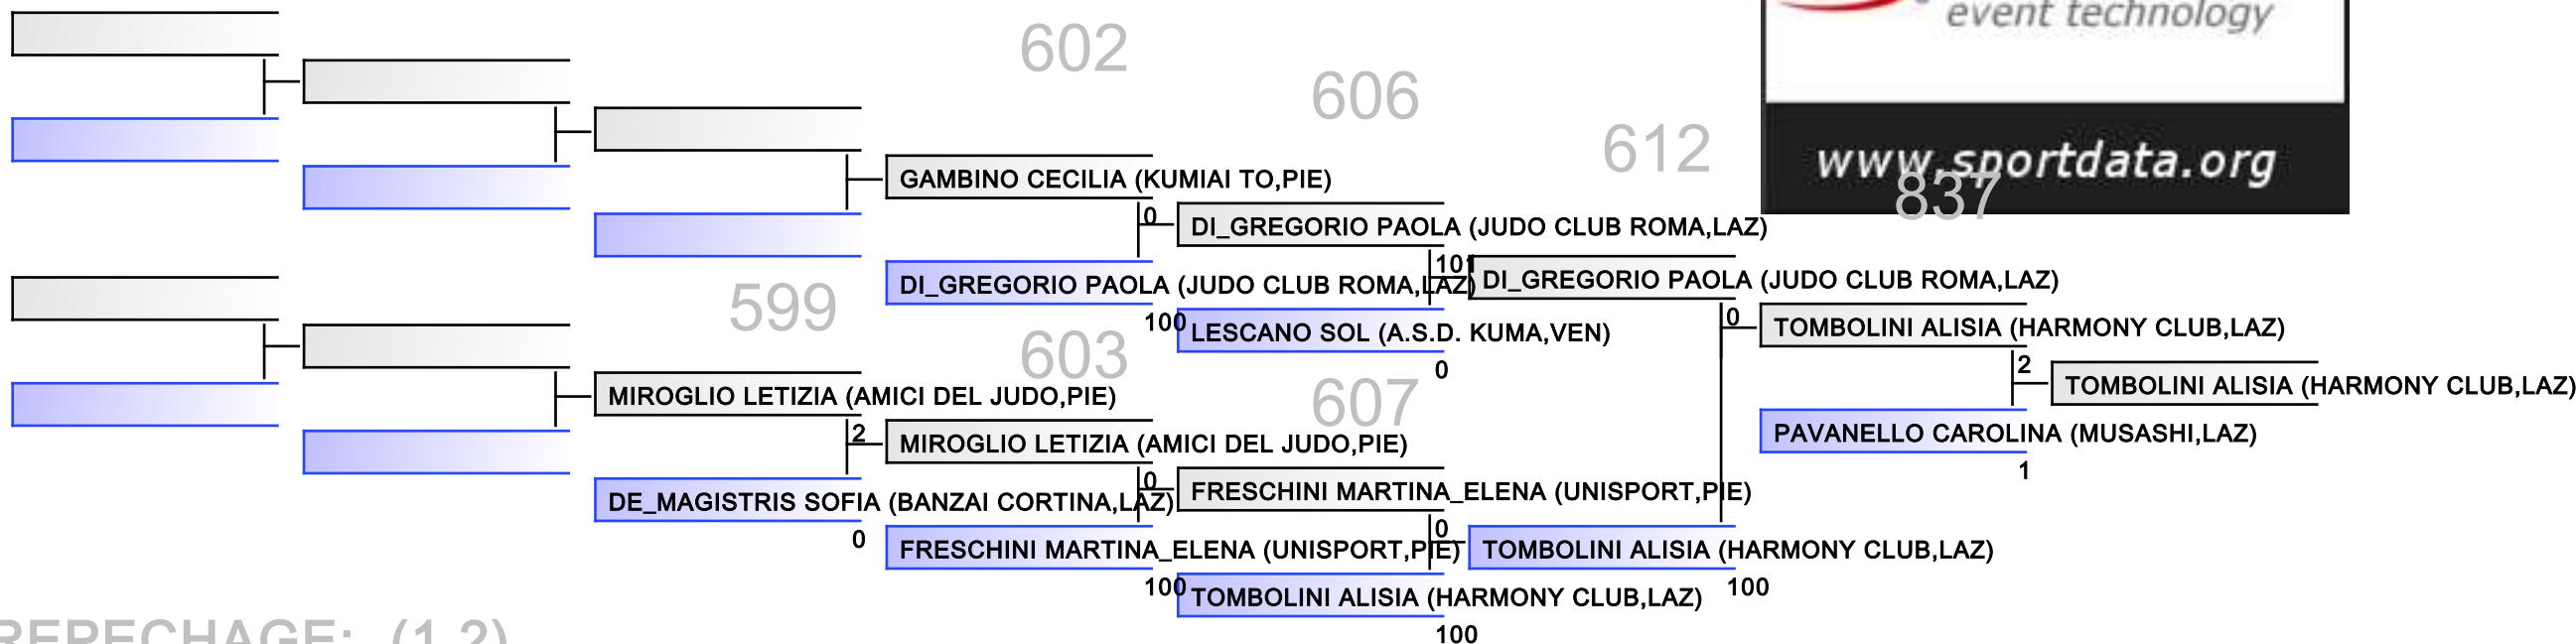 event technology
602
606
612
www.sportdata.org
837
GAMBINO CECILIA (KUMIAI TO,PIE)
0
DI_GREGORIO PAOLA (JUDO CLUB ROMA,LAZ)
101
DI_GREGORIO PAOLA (JUDO CLUB ROMA,LAZ)
DI_GREGORIO PAOLA (JUDO CLUB ROMA,LAZ)
599
100
LESCANO SOL (A.S.D. KUMA,VEN)
0
TOMBOLINI ALISIA (HARMONY CLUB,LAZ)
603
0
2
607
TOMBOLINI ALISIA (HARMONY CLUB,LAZ)
MIROGLIO LETIZIA (AMICI DEL JUDO,PIE)
2
MIROGLIO LETIZIA (AMICI DEL JUDO,PIE)
PAVANELLO CAROLINA (MUSASHI,LAZ)
1
0
FRESCHINI MARTINA_ELENA (UNISPORT,PIE)
DE_MAGISTRIS SOFIA (BANZAI CORTINA,LAZ)
0
0
FRESCHINI MARTINA_ELENA (UNISPORT,PIE)
TOMBOLINI ALISIA (HARMONY CLUB,LAZ)
100
100
TOMBOLINI ALISIA (HARMONY CLUB,LAZ)
100
REPECHAGE: (1,2)